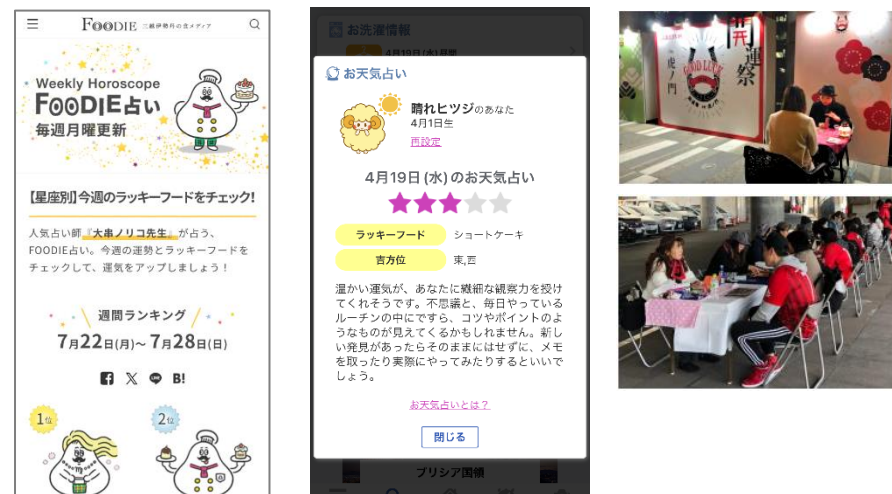 FOODIE 三越伊勢丹の食メディア
Weekly Horoscope
FOODIE占い
毎週月曜更新
【星座別】今週のラッキーフードをチェック!
人気占い師『大串ノリコ先生』が占う、
FOODIE占い。今週の運勢とラッキーフードを
チェックして、運気をアップしましょう!
週間ランキング
7月22日(月)~ 7月28日(日)
B!
1位
2位
お洗濯情報
4月19日(水)昼間
お天気占い
晴れヒツジのあなた
4月1日生
再設定
4月19日(水)のお天気占い
ラッキーフード ショートケーキ
吉方位 東,西
温かい運気が、あなたに繊細な観察力を授け
てくれそうです。不思議と、毎日やっている
ルーチンの中にですら、コツやポイントのよ
うなものが見えてくるかもしれません。新し
い発見があったらそのままにはせずに、メモ
を取ったり実際にやってみたりするといいで
しょう。
お天気占いとは?
閉じる
プリシア国領
開運祭
虎ノ門
GOOD LUCK